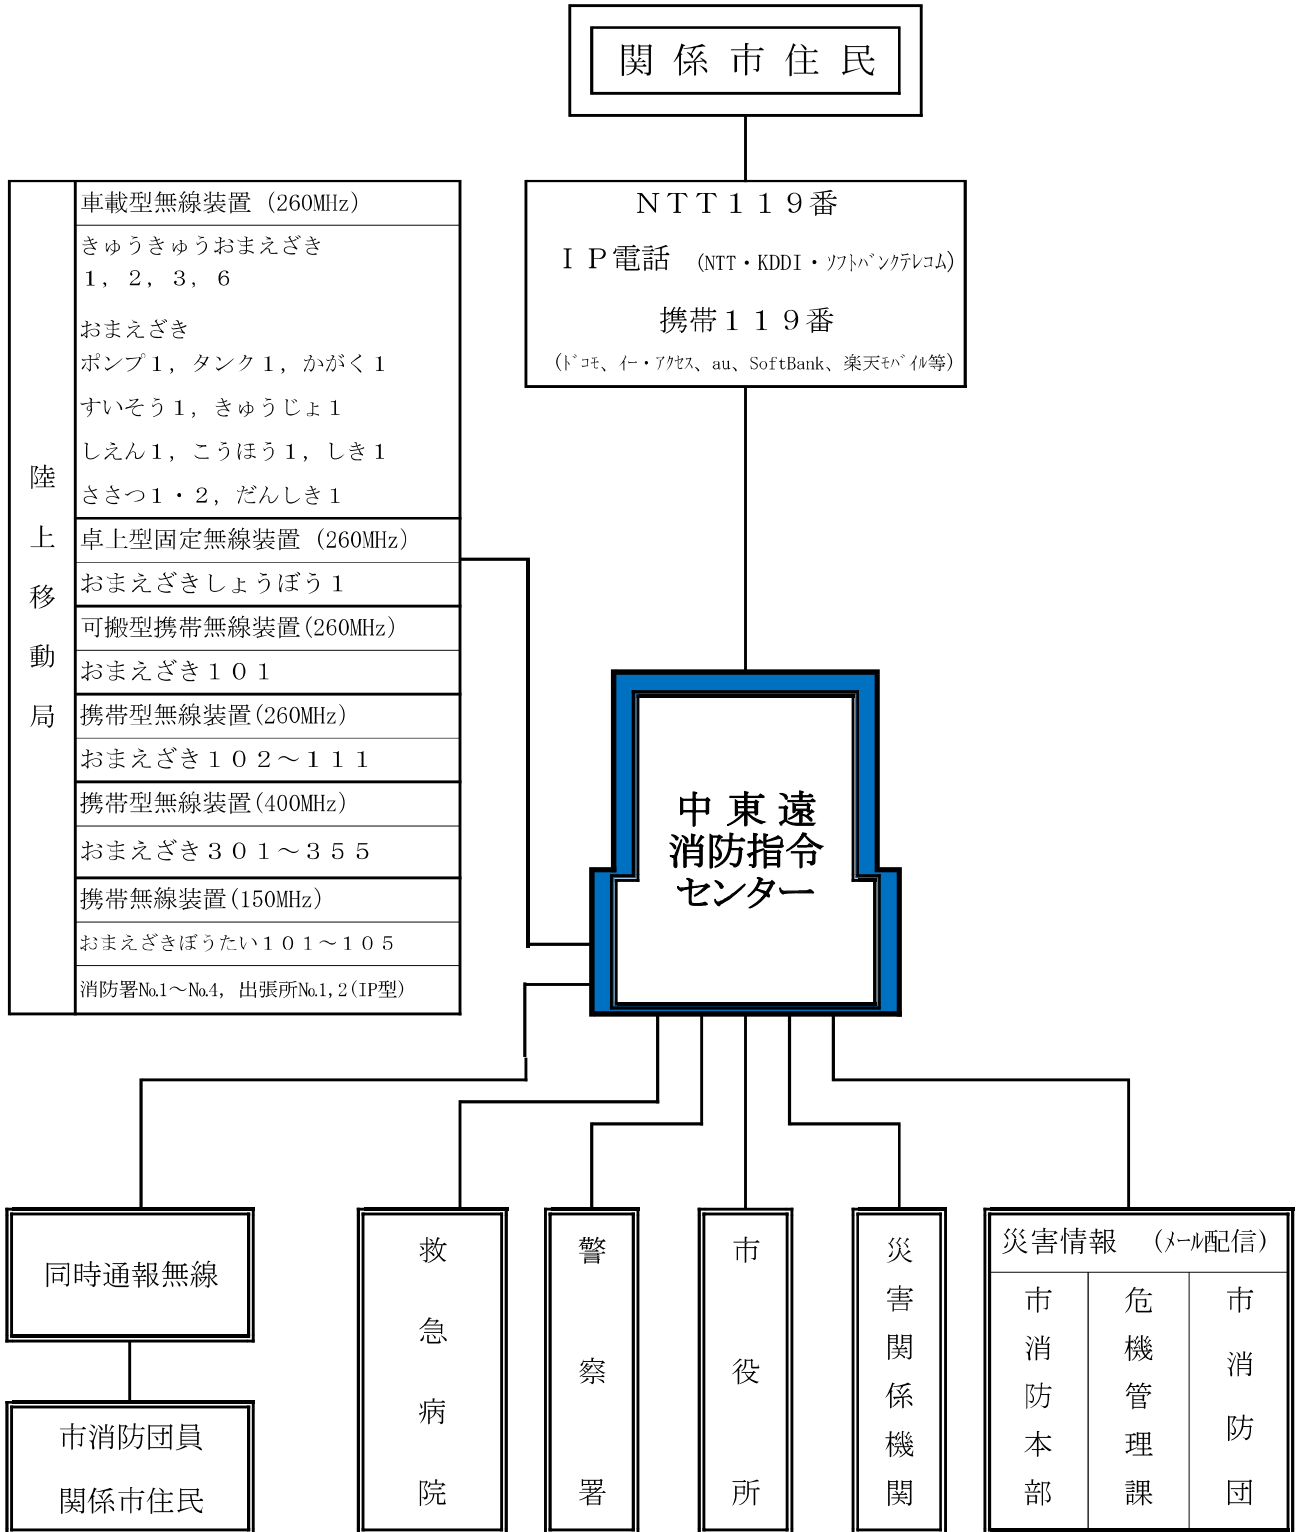 関係市住民
NTT119番
IP電話 (NTT・KDDI・ソフトバンクテレコム)
携帯119番
(ドコモ、イー・アクセス、au、SoftBank、楽天モバイル等)
陸上移動局
車載型無線装置 (260MHz)
きゅうきゅうおまえざき
1, 2, 3, 6
おまえざき
ポンプ1, タンク1, かがく1
すいそう1, きゅうじょ1
しえん1, こうほう1, しき1
ささつ1・2, だんしき1
卓上型固定無線装置 (260MHz)
おまえざきしょうぼう1
可搬型携帯無線装置(260MHz)
おまえざき101
携帯型無線装置(260MHz)
おまえざき102～111
携帯型無線装置(400MHz)
おまえざき301～355
携帯無線装置(150MHz)
おまえざきぼうたい101～105
消防署№1～№4, 出張所№1,2(IP型)
中東遠
消防指令
センター
同時通報無線
市消防団員
関係市住民
救急病院
警察署
市役所
災害関係機関
災害情報 (メール配信)
市消防本部
危機管理課
市消防団